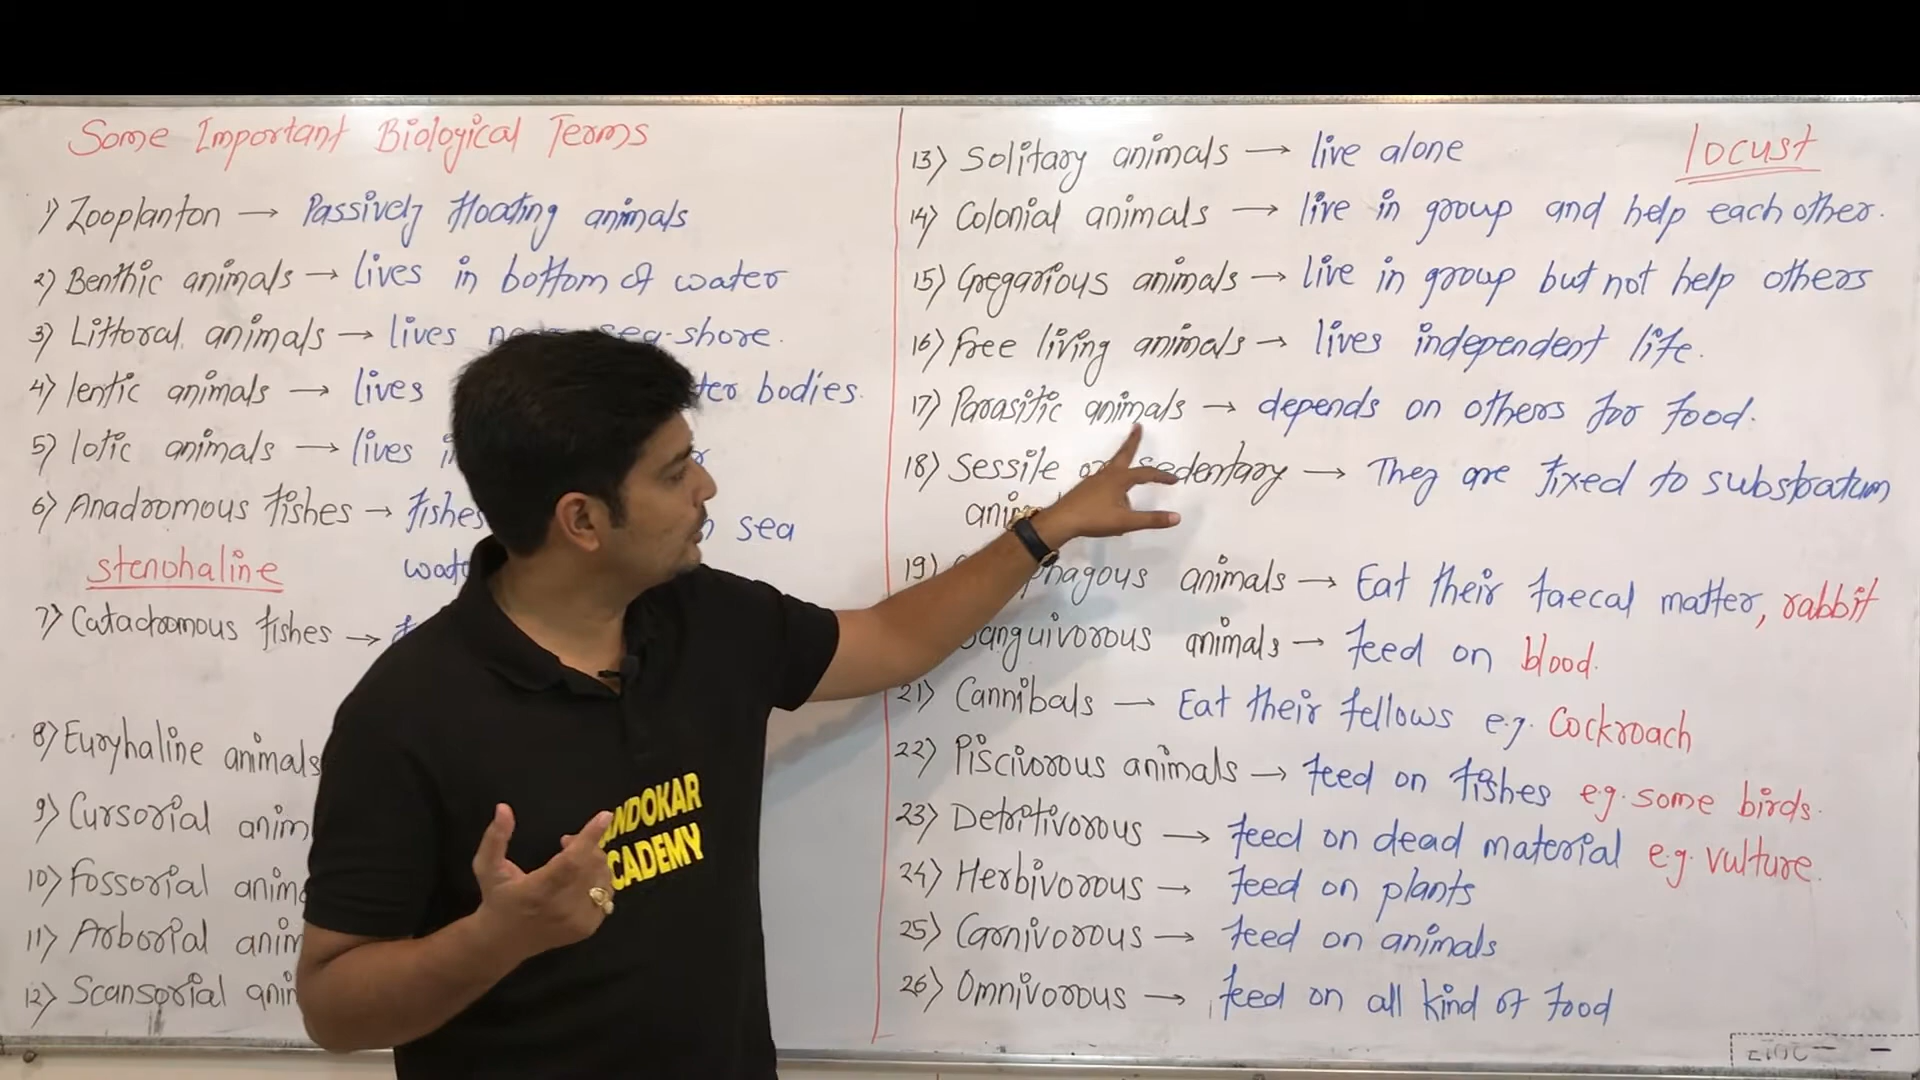 Some Important Biological Terms
1) Zooplanton → Passively floating animals
2) Benthic animals → lives in bottom of water
3) Littoral animals → lives sea-shore.
4) lentic animals → lives bodies.
5) lotic animals → lives
6) Anadromous fishes → fishes sea
stenohaline
7) Catadromous fishes →
8) Euryhaline animals
9) Cursorial
10) Fossorial
11) Arborial
12) Scansorial
13) Solitary animals → live alone
locust
14) Colonial animals → live in group and help each other.
15) Gregarious animals → live in group but not help others
16) Free living animals → lives independent life.
17) Parasitic animals → depends on others for food.
18) Sessile sedentary → They are fixed to substratum
19) animals → Eat their faecal matter, rabbit
Sanguivorous animals → feed on blood.
21) Cannibals → Eat their fellows e.g. Cockroach
22) Piscivorous animals → feed on fishes e.g. some birds.
23) Detritivorous → feed on dead material e.g. vulture.
24) Herbivorous → feed on plants
25) Carnivorous → feed on animals
26) Omnivorous → feed on all kind of food